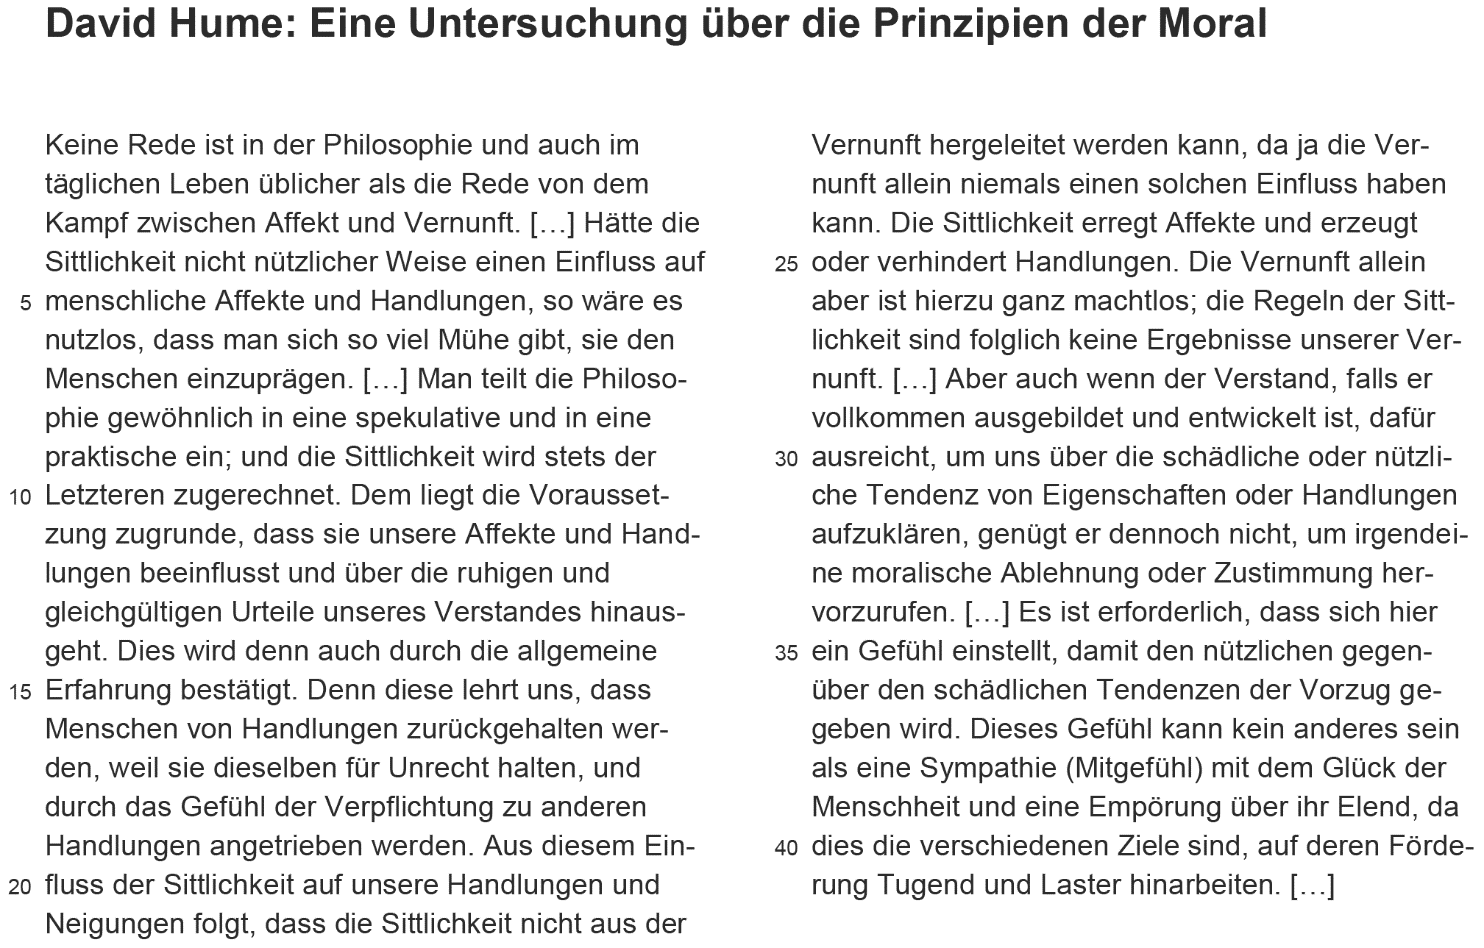 David Hume: Eine Untersuchung über die Prinzipien der Moral
Keine Rede ist in der Philosophie und auch im
täglichen Leben üblicher als die Rede von dem
Kampf zwischen Affekt und Vernunft. […] Hätte die
Sittlichkeit nicht nützlicher Weise einen Einfluss auf
5 menschliche Affekte und Handlungen, so wäre es
nutzlos, dass man sich so viel Mühe gibt, sie den
Menschen einzuprägen. […] Man teilt die Philoso-
phie gewöhnlich in eine spekulative und in eine
praktische ein; und die Sittlichkeit wird stets der
10 Letzteren zugerechnet. Dem liegt die Vorausset-
zung zugrunde, dass sie unsere Affekte und Hand-
lungen beeinflusst und über die ruhigen und
gleichgültigen Urteile unseres Verstandes hinaus-
geht. Dies wird denn auch durch die allgemeine
15 Erfahrung bestätigt. Denn diese lehrt uns, dass
Menschen von Handlungen zurückgehalten wer-
den, weil sie dieselben für Unrecht halten, und
durch das Gefühl der Verpflichtung zu anderen
Handlungen angetrieben werden. Aus diesem Ein-
20 fluss der Sittlichkeit auf unsere Handlungen und
Neigungen folgt, dass die Sittlichkeit nicht aus der
Vernunft hergeleitet werden kann, da ja die Ver-
nunft allein niemals einen solchen Einfluss haben
kann. Die Sittlichkeit erregt Affekte und erzeugt
25 oder verhindert Handlungen. Die Vernunft allein
aber ist hierzu ganz machtlos; die Regeln der Sitt-
lichkeit sind folglich keine Ergebnisse unserer Ver-
nunft. […] Aber auch wenn der Verstand, falls er
vollkommen ausgebildet und entwickelt ist, dafür
30 ausreicht, um uns über die schädliche oder nützli-
che Tendenz von Eigenschaften oder Handlungen
aufzuklären, genügt er dennoch nicht, um irgendei-
ne moralische Ablehnung oder Zustimmung her-
vorzurufen. […] Es ist erforderlich, dass sich hier
35 ein Gefühl einstellt, damit den nützlichen gegen-
über den schädlichen Tendenzen der Vorzug ge-
geben wird. Dieses Gefühl kann kein anderes sein
als eine Sympathie (Mitgefühl) mit dem Glück der
Menschheit und eine Empörung über ihr Elend, da
40 dies die verschiedenen Ziele sind, auf deren Förde-
rung Tugend und Laster hinarbeiten. […]